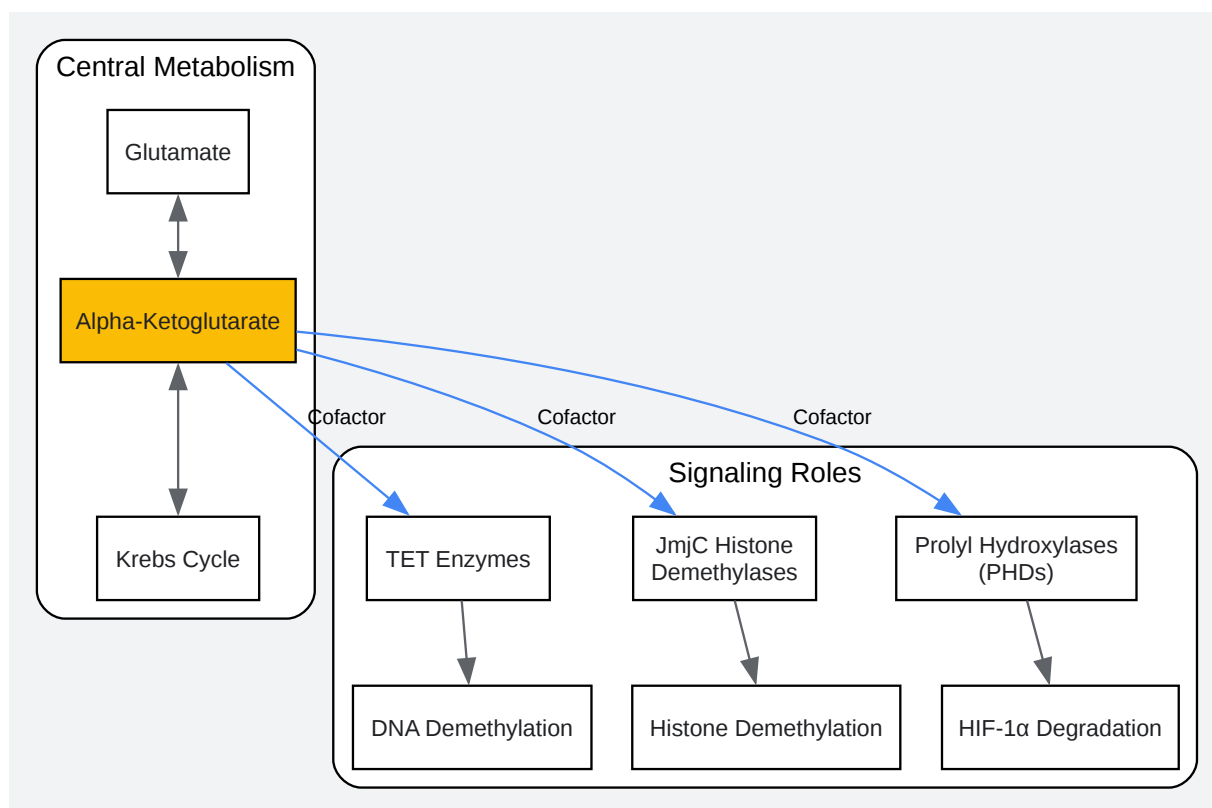 Central Metabolism
Glutamate
Alpha-Ketoglutarate
Cofactor
Cofactor
Cofactor
Krebs Cycle
Signaling Roles
TET Enzymes
JmjC Histone
Demethylases
Prolyl Hydroxylases
(PHDs)
DNA Demethylation
Histone Demethylation
HIF-1α Degradation